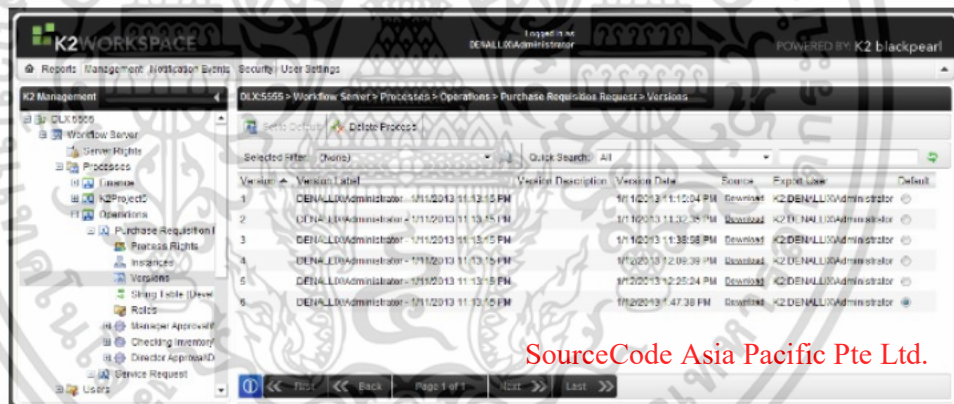 K2 WORKSPACE
Logged in as:
DENALLIX\Administrator
POWERED BY: K2 blackpearl
Reports Management Notification Events Security User Settings
K2 Management
DLX:5555 > Workflow Server > Processes > Operations > Purchase Requisition Request > Versions
DLX:5555
Workflow Server
Server Rights
Processes
Finance
K2Project5
Operations
Purchase Requisition
Process Rights
Instances
Versions
String Table
Roles
Manager Approval
Checking Inventory
Director Approval
Service Request
Users
Set to Default Delete Process
Selected Filter: (None) Quick Search: All
Version Version Label Version Description Version Date Source Export User Default
1 DENALLIX\Administrator - 1/11/2013 11:13:15 PM 1/11/2013 11:15:04 PM Download K2:DENALLIX\Administrator
2 DENALLIX\Administrator - 1/11/2013 11:13:15 PM 1/11/2013 11:32:35 PM Download K2:DENALLIX\Administrator
3 DENALLIX\Administrator - 1/11/2013 11:13:15 PM 1/11/2013 11:38:58 PM Download K2:DENALLIX\Administrator
4 DENALLIX\Administrator - 1/11/2013 11:13:15 PM 1/12/2013 12:09:39 PM Download K2:DENALLIX\Administrator
5 DENALLIX\Administrator - 1/11/2013 11:13:15 PM 1/12/2013 12:25:24 PM Download K2:DENALLIX\Administrator
6 DENALLIX\Administrator - 1/11/2013 11:13:15 PM 1/12/2013 1:47:38 PM Download K2:DENALLIX\Administrator
SourceCode Asia Pacific Pte Ltd.
First Back Page 1 of 1 Next Last